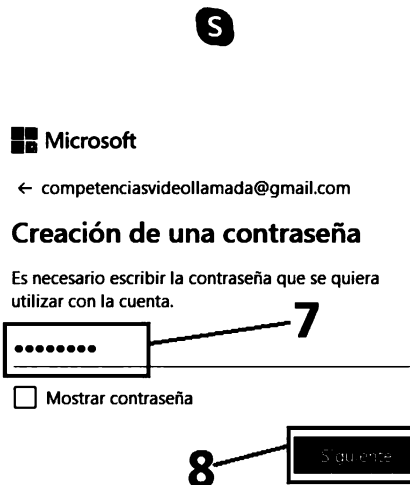 S
Microsoft
← competenciasvideollamada@gmail.com
Creación de una contraseña
Es necesario escribir la contraseña que se quiera
utilizar con la cuenta.
7
••••••••
Mostrar contraseña
Siguiente
8